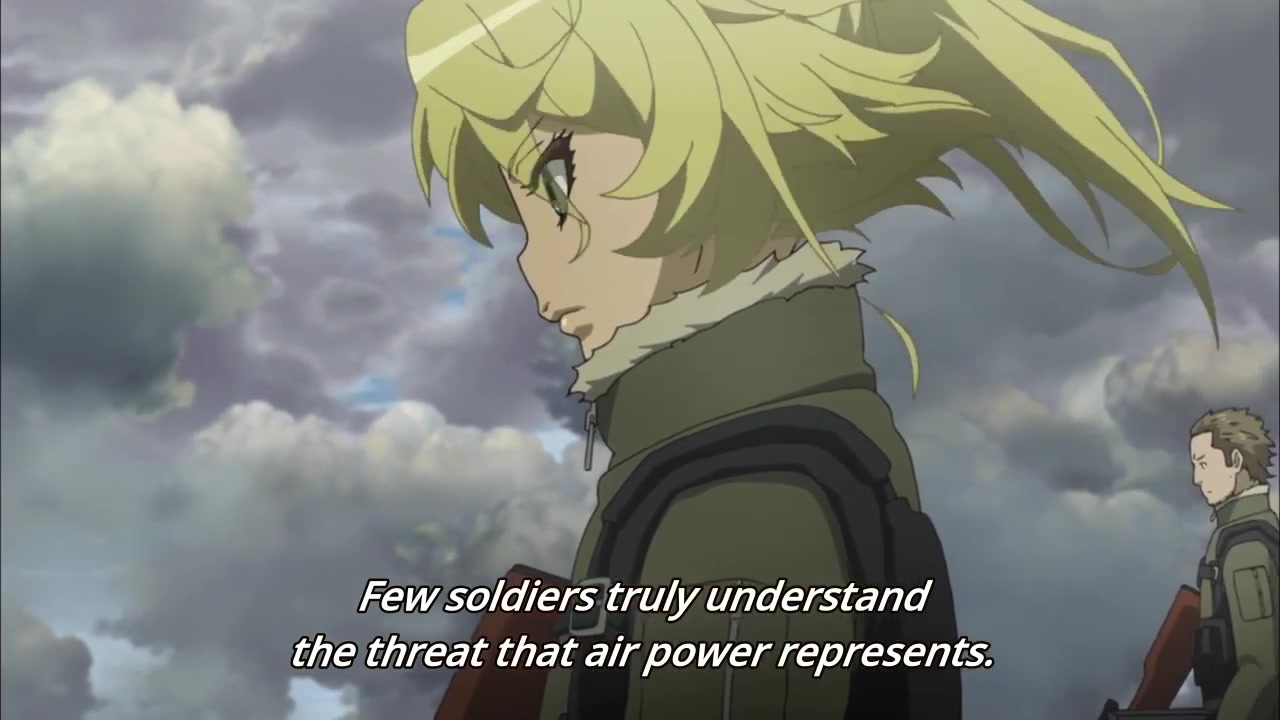 Few soldiers truly understand
the threat that air power represents.